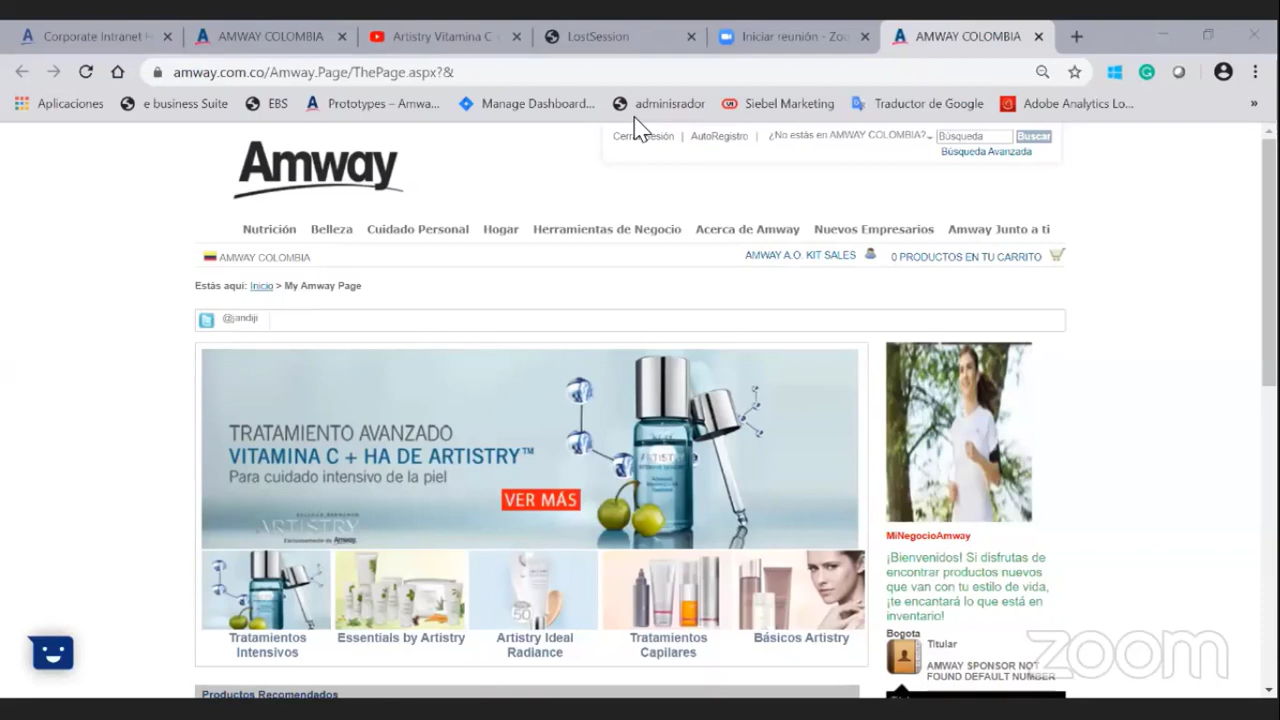 Corporate Intranet H
AMWAY COLOMBIA
Artistry Vitamina C +
LostSession
Iniciar reunión - Zoo
AMWAY COLOMBIA
amway.com.co/Amway.Page/ThePage.aspx?&
Aplicaciones
e business Suite
EBS
Prototypes – Amwa...
Manage Dashboard...
adminisrador
Siebel Marketing
Traductor de Google
Adobe Analytics Lo...
Amway
Cerrar Sesión | AutoRegistro | ¿No estás en AMWAY COLOMBIA?
Búsqueda
Buscar
Búsqueda Avanzada
Nutrición Belleza Cuidado Personal Hogar Herramientas de Negocio Acerca de Amway Nuevos Empresarios Amway Junto a ti
AMWAY COLOMBIA
AMWAY A.O. KIT SALES
0 PRODUCTOS EN TU CARRITO
Estás aquí: Inicio > My Amway Page
@jandiji
TRATAMIENTO AVANZADO
VITAMINA C + HA DE ARTISTRY™
Para cuidado intensivo de la piel
VER MÁS
ARTISTRY
Exclusivamente de Amway
ARTISTRY
Tratamientos
Intensivos
Essentials by Artistry
Artistry Ideal
Radiance
Tratamientos
Capilares
Básicos Artistry
Productos Recomendados
MiNegocioAmway
¡Bienvenidos! Si disfrutas de
encontrar productos nuevos
que van con tu estilo de vida,
¡te encantará lo que está en
inventario!
Bogota
Titular
AMWAY SPONSOR NOT
FOUND DEFAULT NUMBER
zoom